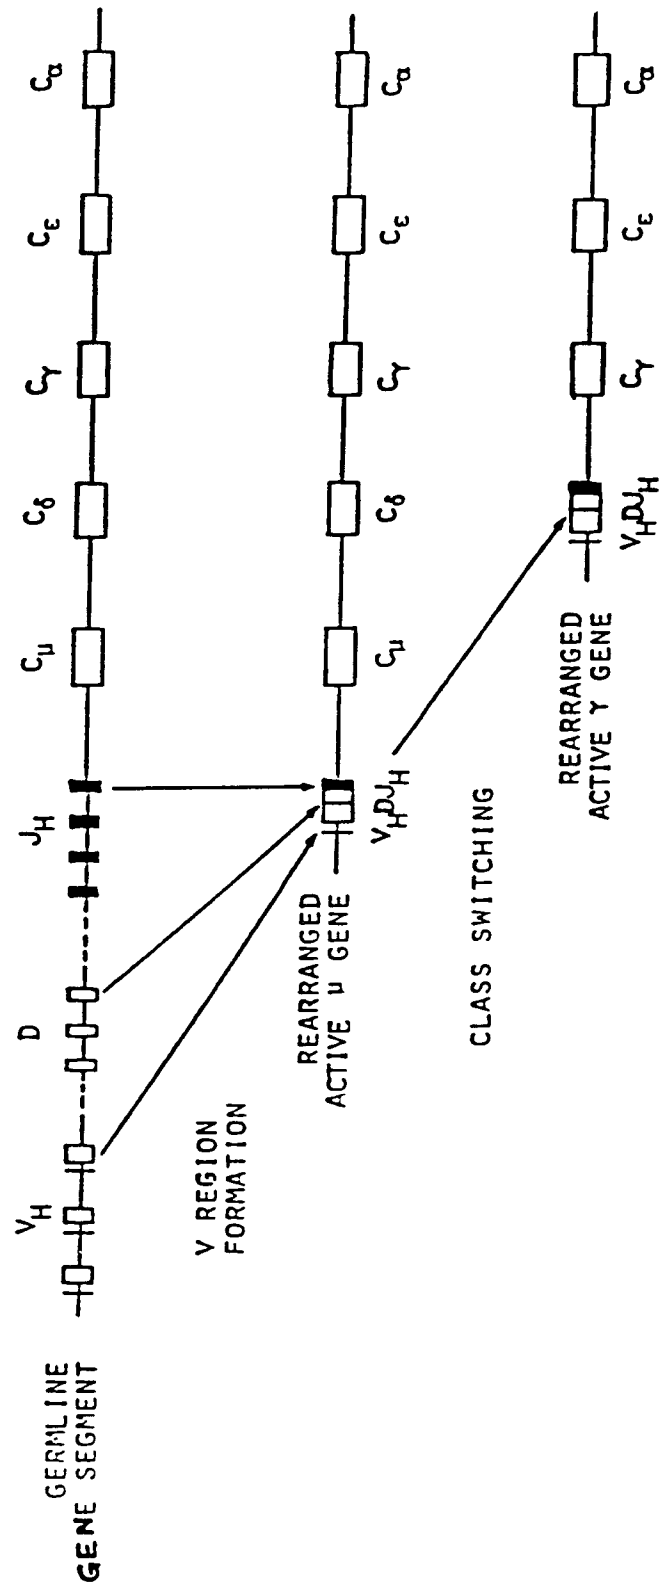 GERMLINE
GENE SEGMENT
V_H
D
J_H
C_μ
C_δ
C_γ
C_ε
C_α
V REGION
FORMATION
REARRANGED
ACTIVE μ GENE
V_HDJ_H
C_μ
C_δ
C_γ
C_ε
C_α
CLASS SWITCHING
REARRANGED
ACTIVE γ GENE
V_HDJ_H
C_γ
C_ε
C_α